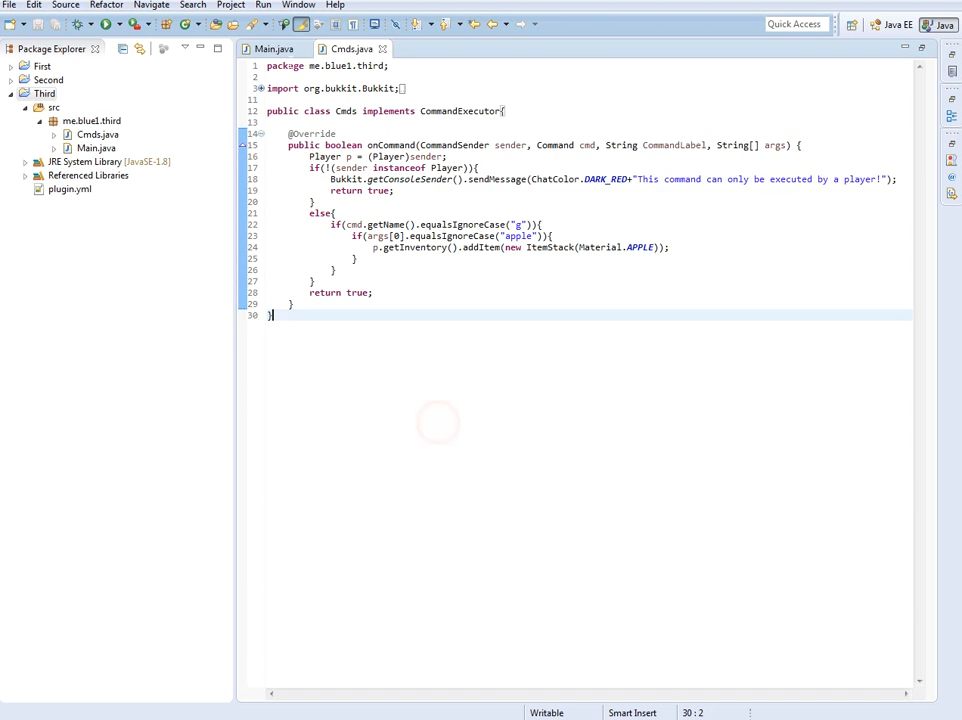 File Edit Source Refactor Navigate Search Project Run Window Help
Quick Access Java EE Java
Package Explorer
First
Second
Third
src
me.blue1.third
Cmds.java
Main.java
JRE System Library [JavaSE-1.8]
Referenced Libraries
plugin.yml
Main.java Cmds.java
1 package me.blue1.third;
2
3 import org.bukkit.Bukkit;
11
12 public class Cmds implements CommandExecutor{
13
14 @Override
15 public boolean onCommand(CommandSender sender, Command cmd, String CommandLabel, String[] args) {
16 Player p = (Player)sender;
17 if(!(sender instanceof Player)){
18 Bukkit.getConsoleSender().sendMessage(ChatColor.DARK_RED+"This command can only be executed by a player!");
19 return true;
20 }
21 else{
22 if(cmd.getName().equalsIgnoreCase("g")){
23 if(args[0].equalsIgnoreCase("apple")){
24 p.getInventory().addItem(new ItemStack(Material.APPLE));
25 }
26 }
27 }
28 return true;
29 }
30 }
Writable Smart Insert 30 : 2